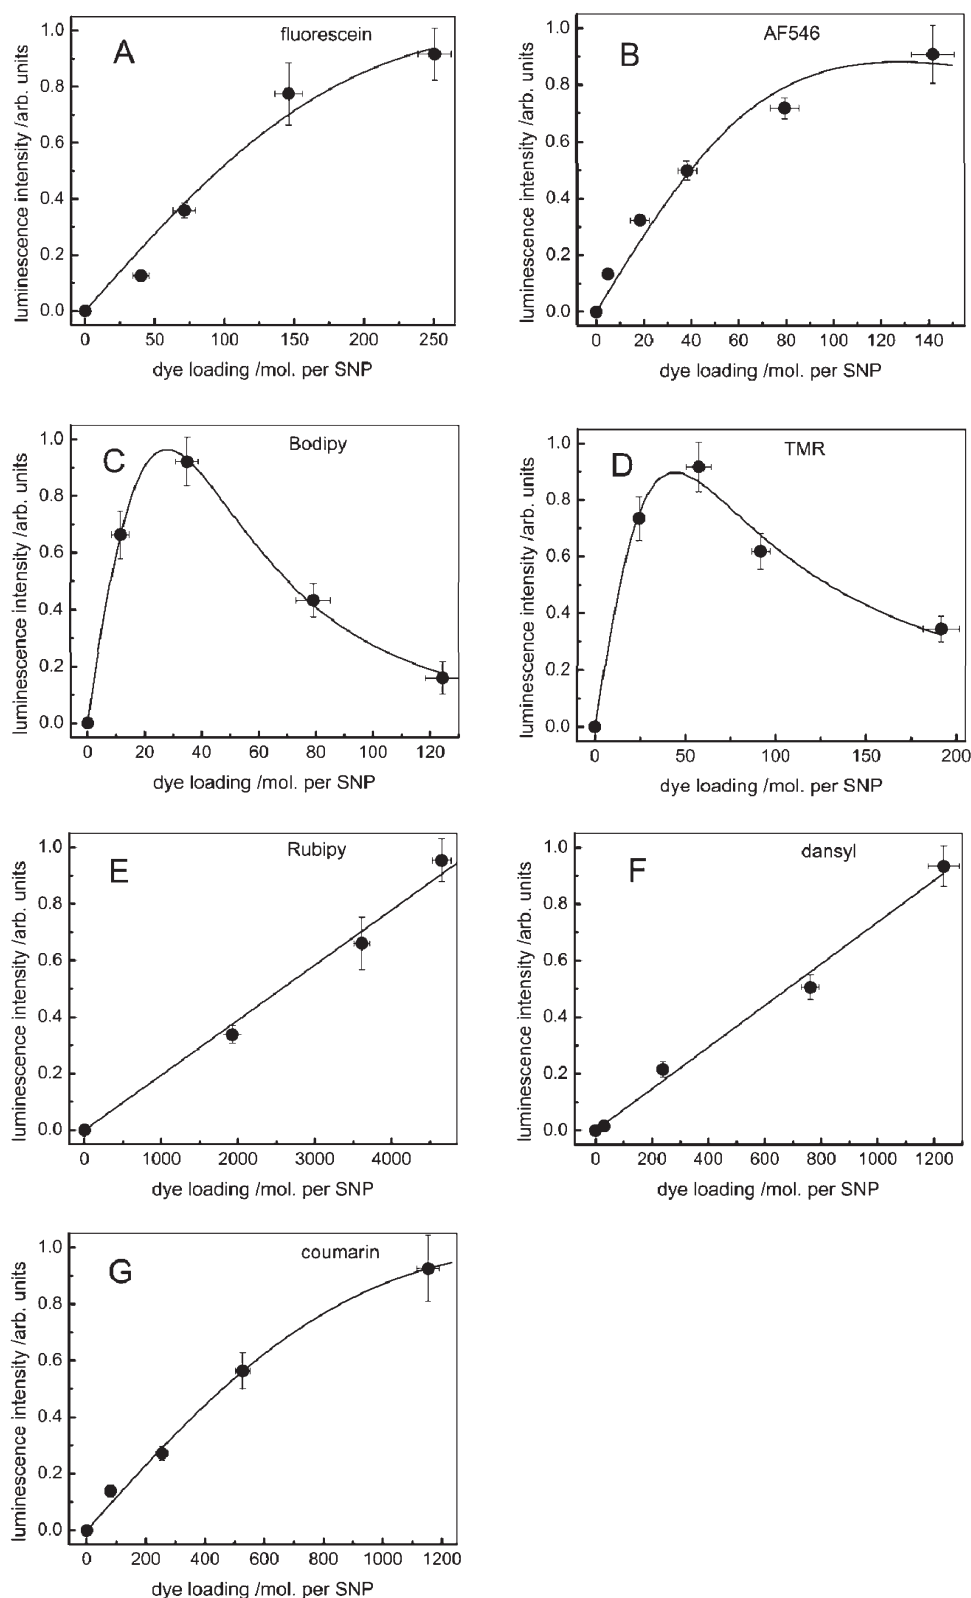 A
fluorescein
luminescence intensity /arb. units
1.0
0.8
0.6
0.4
0.2
0.0
0 50 100 150 200 250
dye loading /mol. per SNP
B
AF546
luminescence intensity /arb. units
1.0
0.8
0.6
0.4
0.2
0.0
0 20 40 60 80 100 120 140
dye loading /mol. per SNP
C
Bodipy
luminescence intensity /arb. units
1.0
0.8
0.6
0.4
0.2
0.0
0 20 40 60 80 100 120
dye loading /mol. per SNP
D
TMR
luminescence intensity /arb. units
1.0
0.8
0.6
0.4
0.2
0.0
0 50 100 150 200
dye loading /mol. per SNP
E
Rubipy
luminescence intensity /arb. units
1.0
0.8
0.6
0.4
0.2
0.0
0 1000 2000 3000 4000
dye loading /mol. per SNP
F
dansyl
luminescence intensity /arb. units
1.0
0.8
0.6
0.4
0.2
0.0
0 200 400 600 800 1000 1200
dye loading /mol. per SNP
G
coumarin
luminescence intensity /arb. units
1.0
0.8
0.6
0.4
0.2
0.0
0 200 400 600 800 1000 1200
dye loading /mol. per SNP